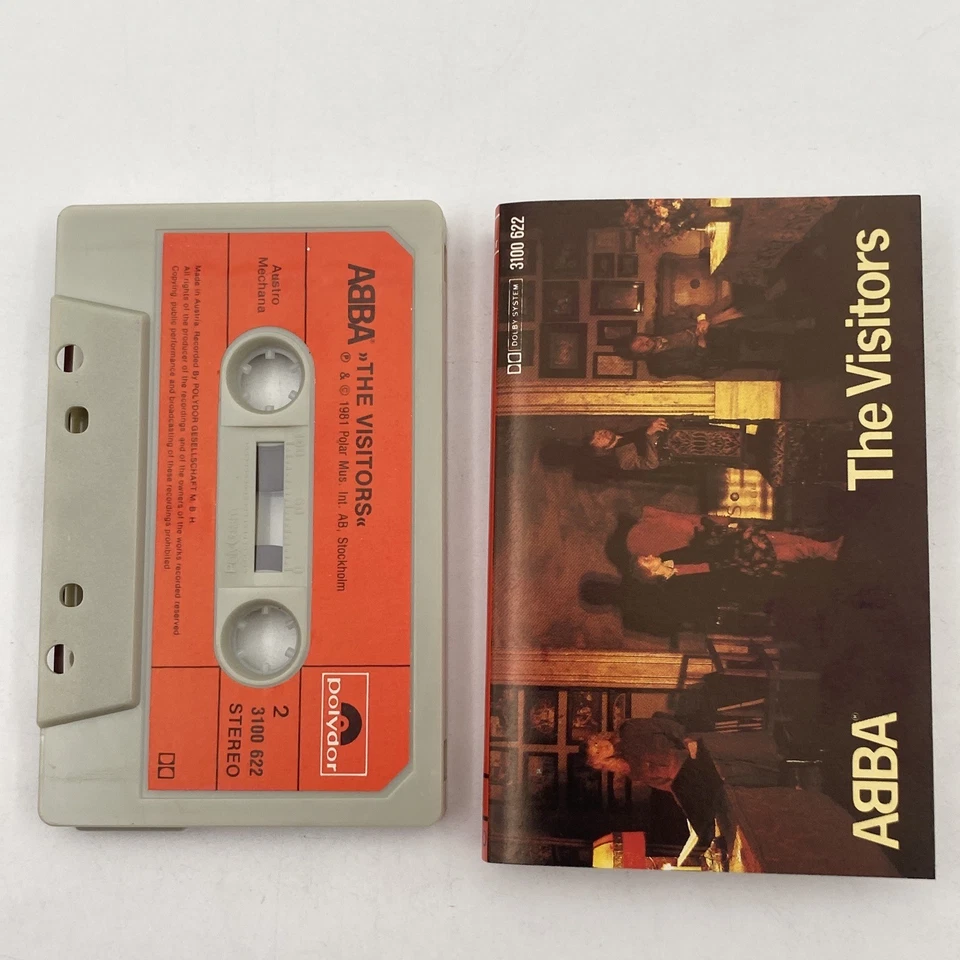 ABBA® »THE VISITORS«
℗ & © 1981 Polar Mus. Int. AB, Stockholm
Austro
Mechana
polydor
2
3100 622
STEREO
Made in Austria. Recorded By POLYDOR GESELLSCHAFT M. B. H.
All rights of the producer of the recordings and of the owners of the works recorded reserved.
Copying, public performance and broadcasting of these recordings prohibited.
DOLBY SYSTEM 3100 622
ABBA® The Visitors